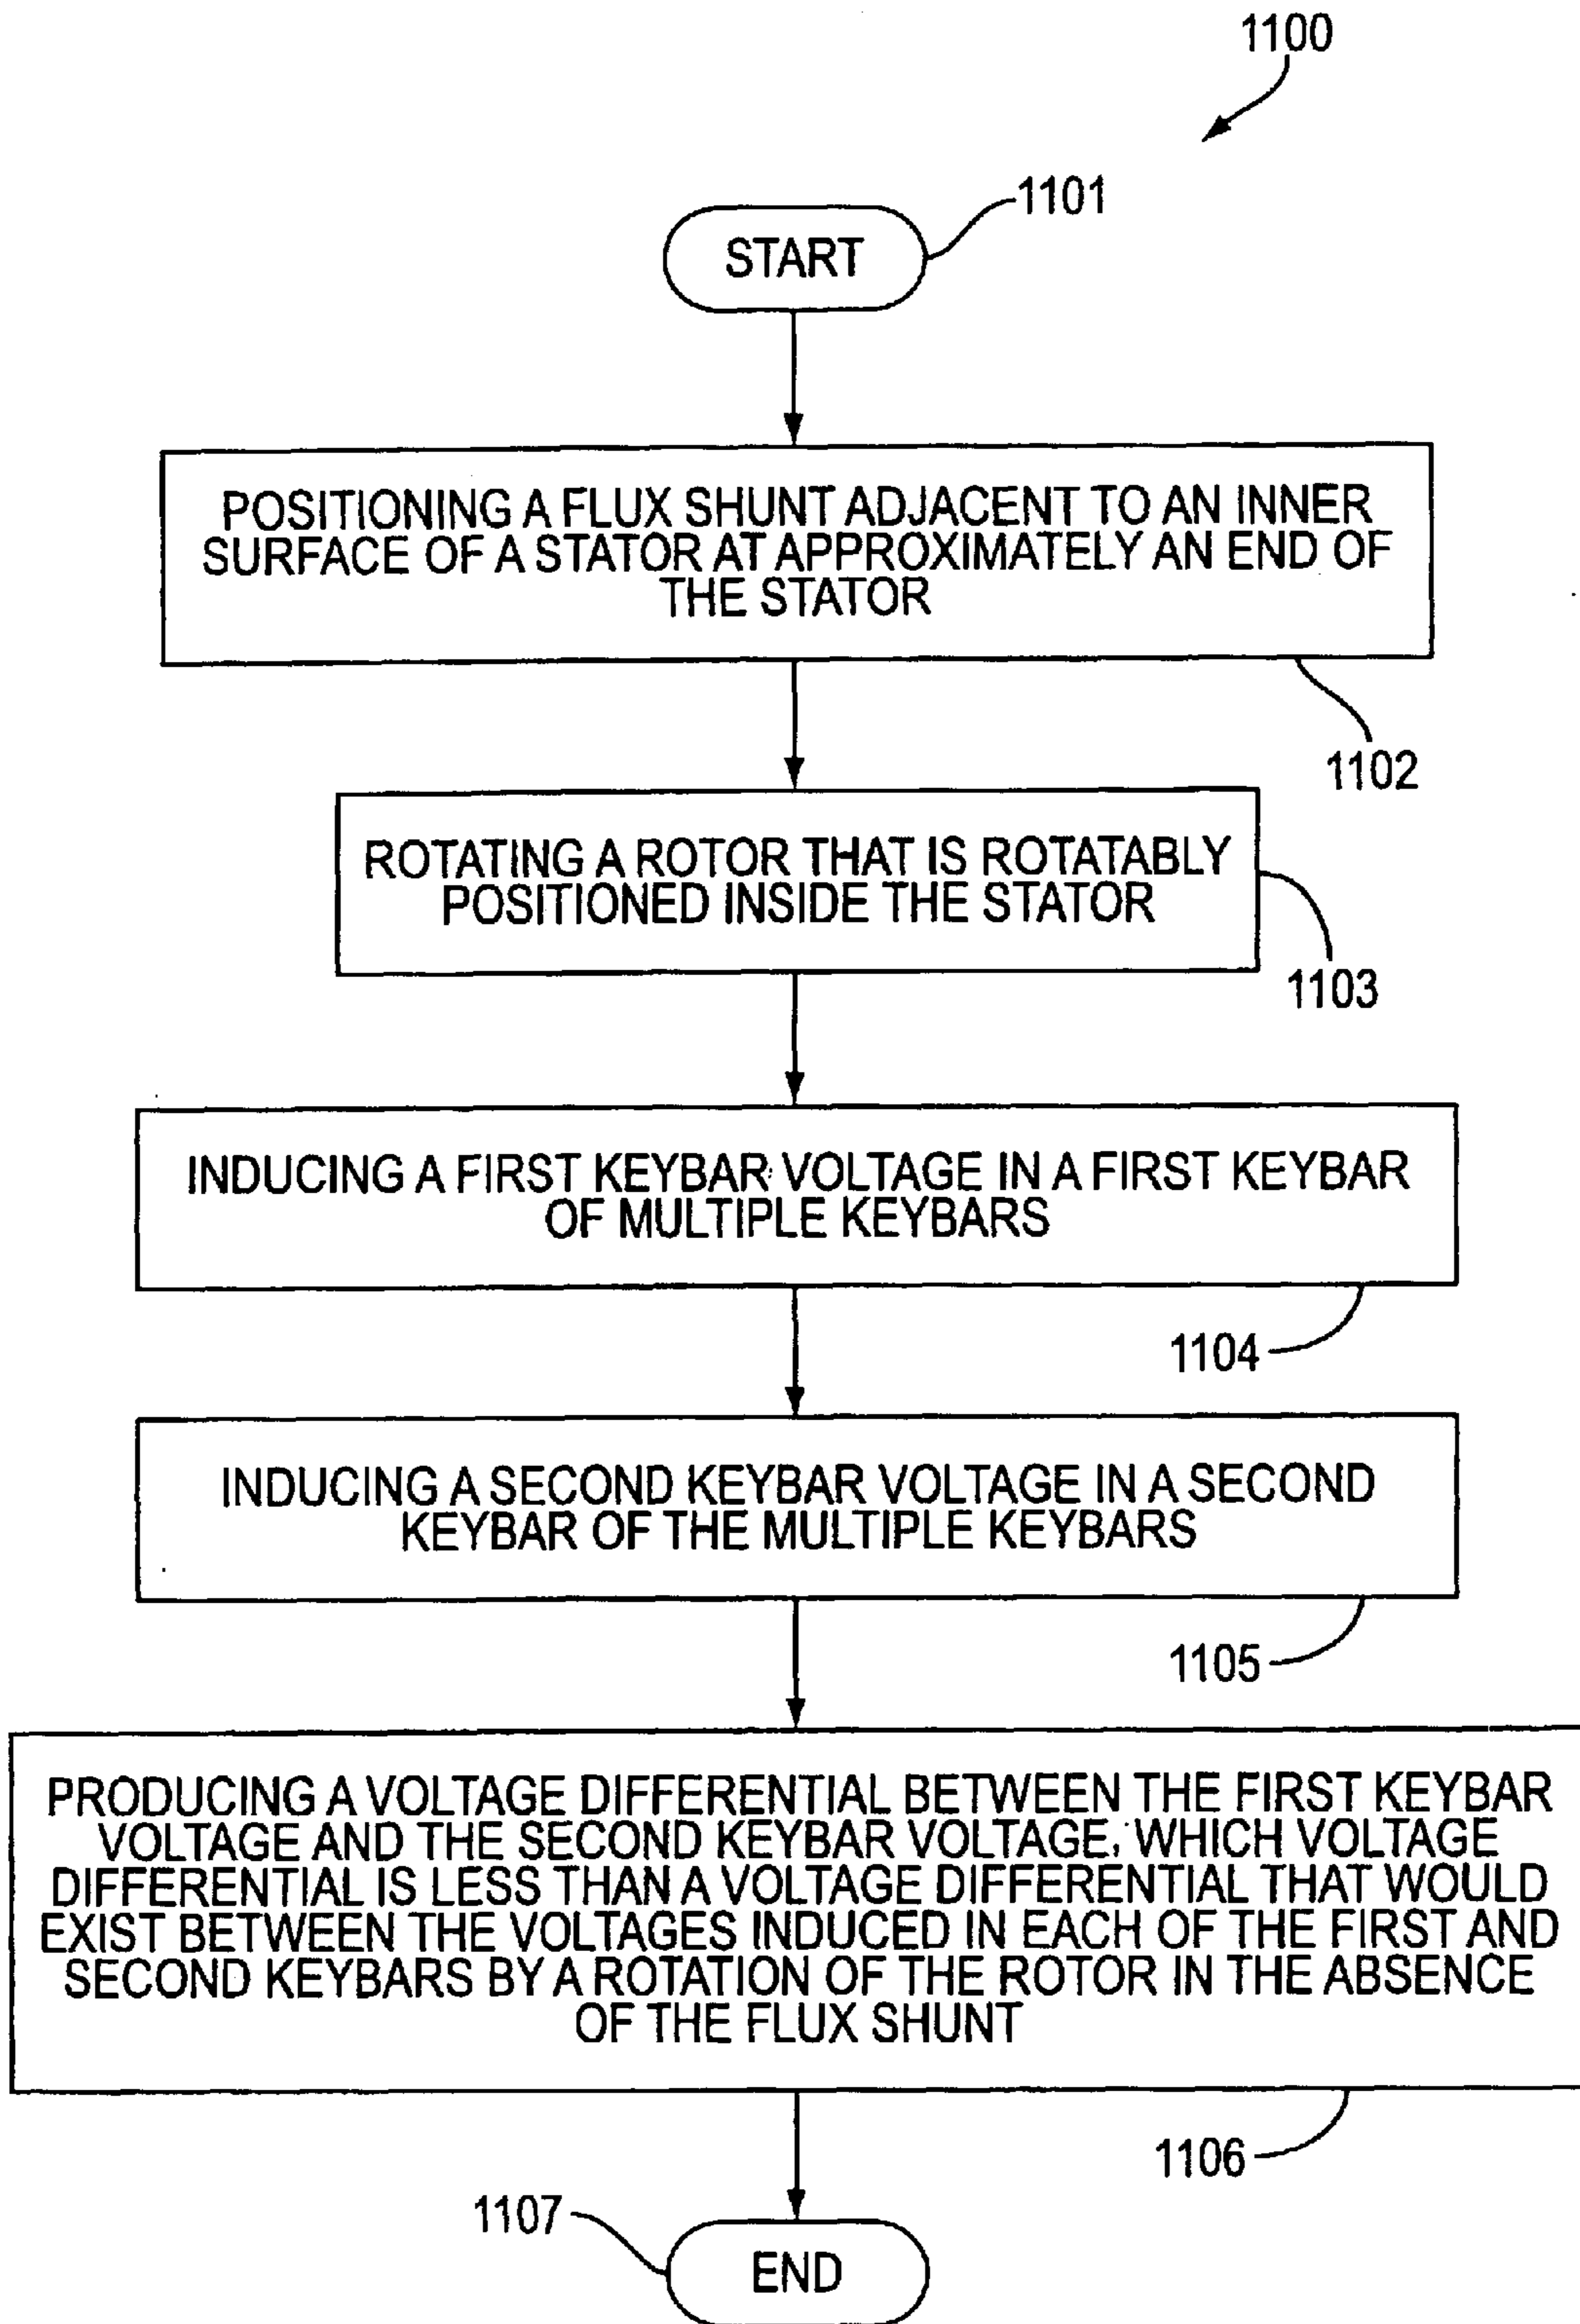 1100
1101
START
POSITIONING A FLUX SHUNT ADJACENT TO AN INNER
SURFACE OF A STATOR AT APPROXIMATELY AN END OF
THE STATOR
1102
ROTATING A ROTOR THAT IS ROTATABLY
POSITIONED INSIDE THE STATOR
1103
INDUCING A FIRST KEYBAR VOLTAGE IN A FIRST KEYBAR
OF MULTIPLE KEYBARS
1104
INDUCING A SECOND KEYBAR VOLTAGE IN A SECOND
KEYBAR OF THE MULTIPLE KEYBARS
1105
PRODUCING A VOLTAGE DIFFERENTIAL BETWEEN THE FIRST KEYBAR
VOLTAGE AND THE SECOND KEYBAR VOLTAGE, WHICH VOLTAGE
DIFFERENTIAL IS LESS THAN A VOLTAGE DIFFERENTIAL THAT WOULD
EXIST BETWEEN THE VOLTAGES INDUCED IN EACH OF THE FIRST AND
SECOND KEYBARS BY A ROTATION OF THE ROTOR IN THE ABSENCE
OF THE FLUX SHUNT
1106
1107
END